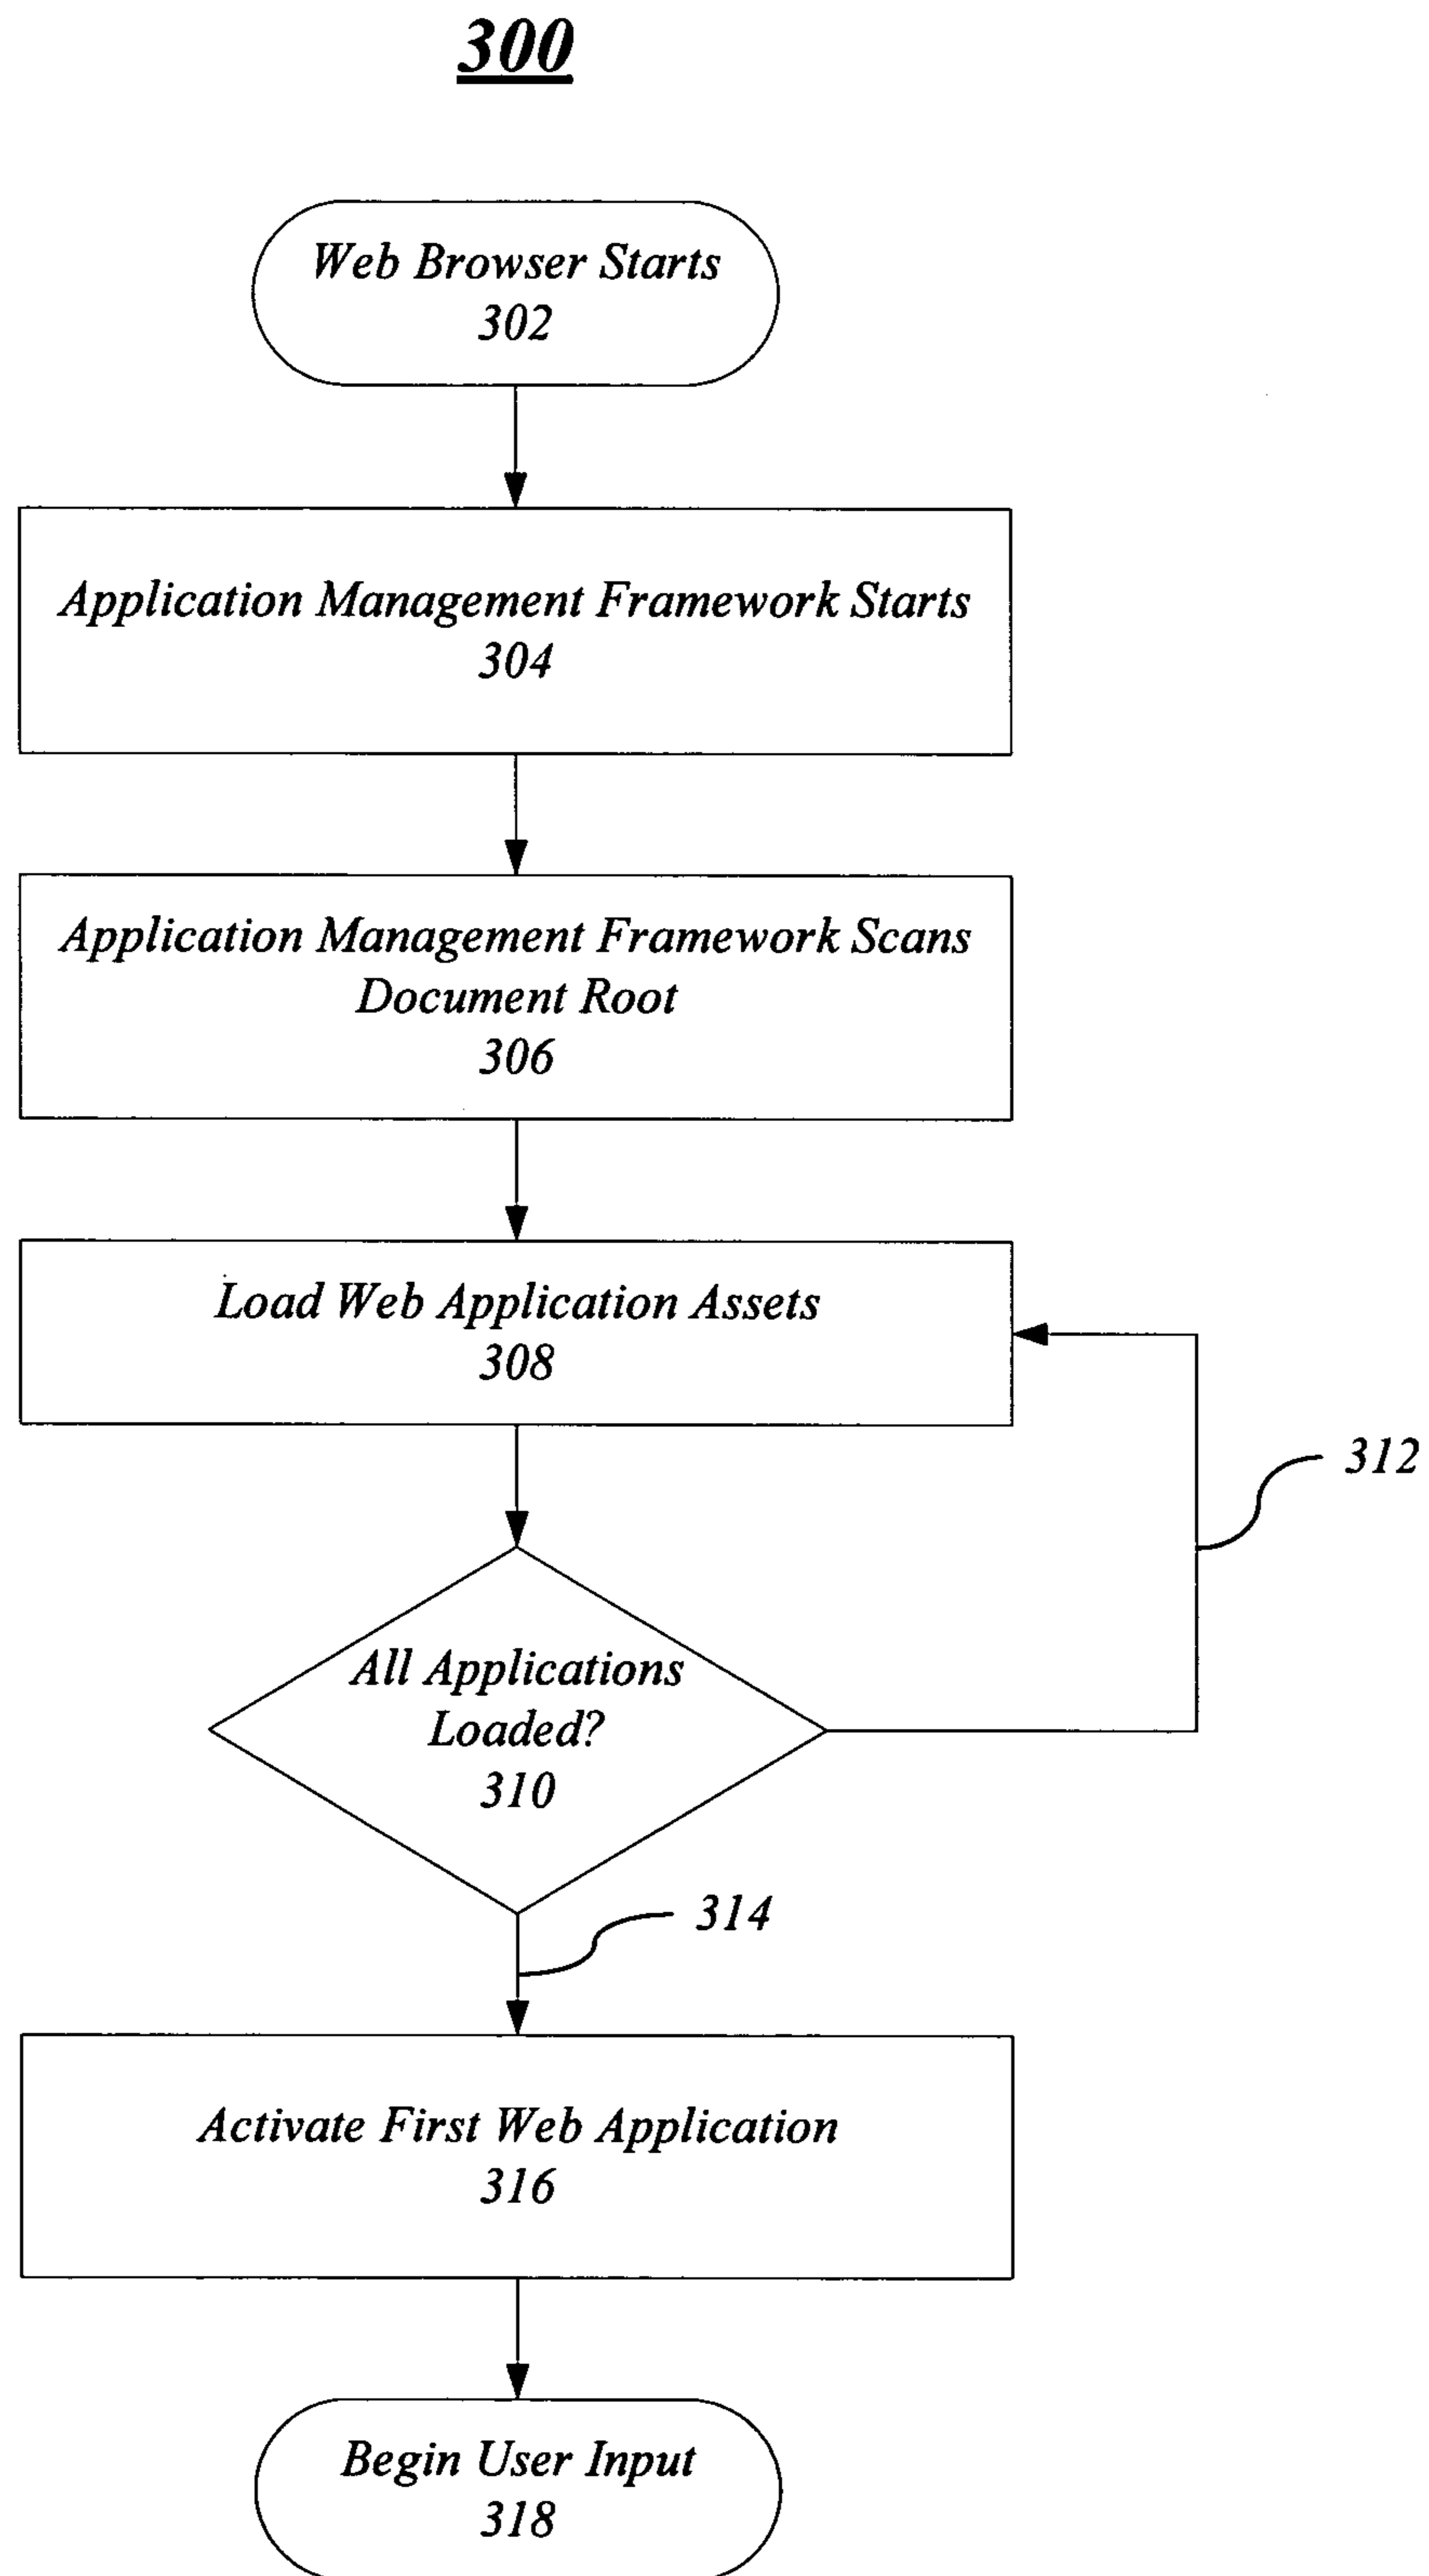 300
Web Browser Starts
302
Application Management Framework Starts
304
Application Management Framework Scans
Document Root
306
Load Web Application Assets
308
312
All Applications
Loaded?
310
314
Activate First Web Application
316
Begin User Input
318